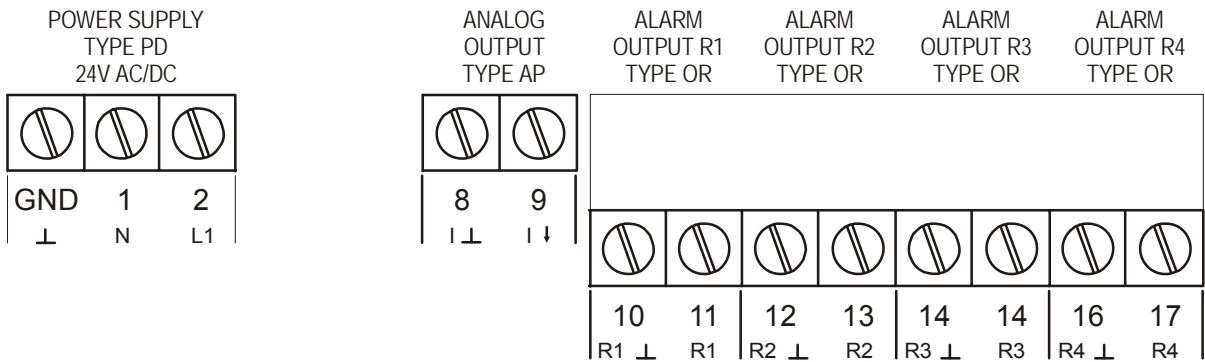 POWER SUPPLY
TYPE PD
24V AC/DC
ANALOG
OUTPUT
TYPE AP
ALARM
OUTPUT R1
TYPE OR
ALARM
OUTPUT R2
TYPE OR
ALARM
OUTPUT R3
TYPE OR
ALARM
OUTPUT R4
TYPE OR
GND 1 2
⊥ N L1
8 9
I ⊥ I ↓
10 11 12 13 14 14 16 17
R1 ⊥ R1 R2 ⊥ R2 R3 ⊥ R3 R4 ⊥ R4